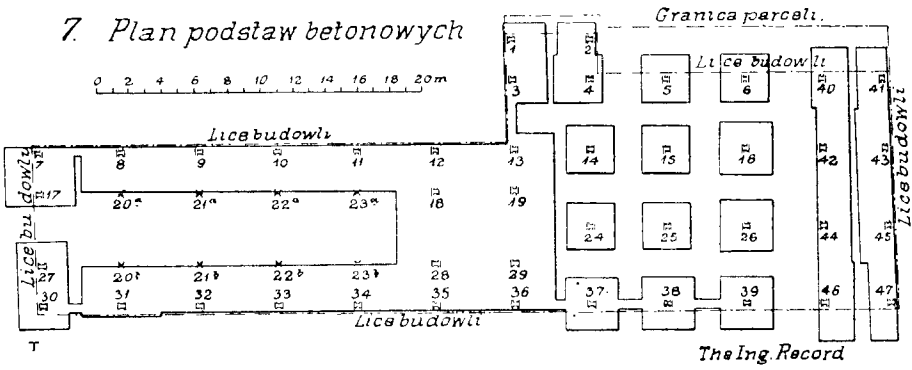 7. Plan podstaw betonowych
Granica parceli.
0 2 4 6 8 10 12 14 16 18 20 m
1 2
Lice budowli
3 4 5 6 40 41
Lice budowli
7 8 9 10 11 12 13 14 15 16 42 43
Lice budowli
17 20ᵃ 21ᵃ 22ᵃ 23ᵃ 18 19
Lice budowli
24 25 26 44 45
Lice budowli
27 20ᵇ 21ᵇ 22ᵇ 23ᵇ 28 29
30 31 32 33 34 35 36 37 38 39 46 47
Lice budowli
T
The Ing. Record